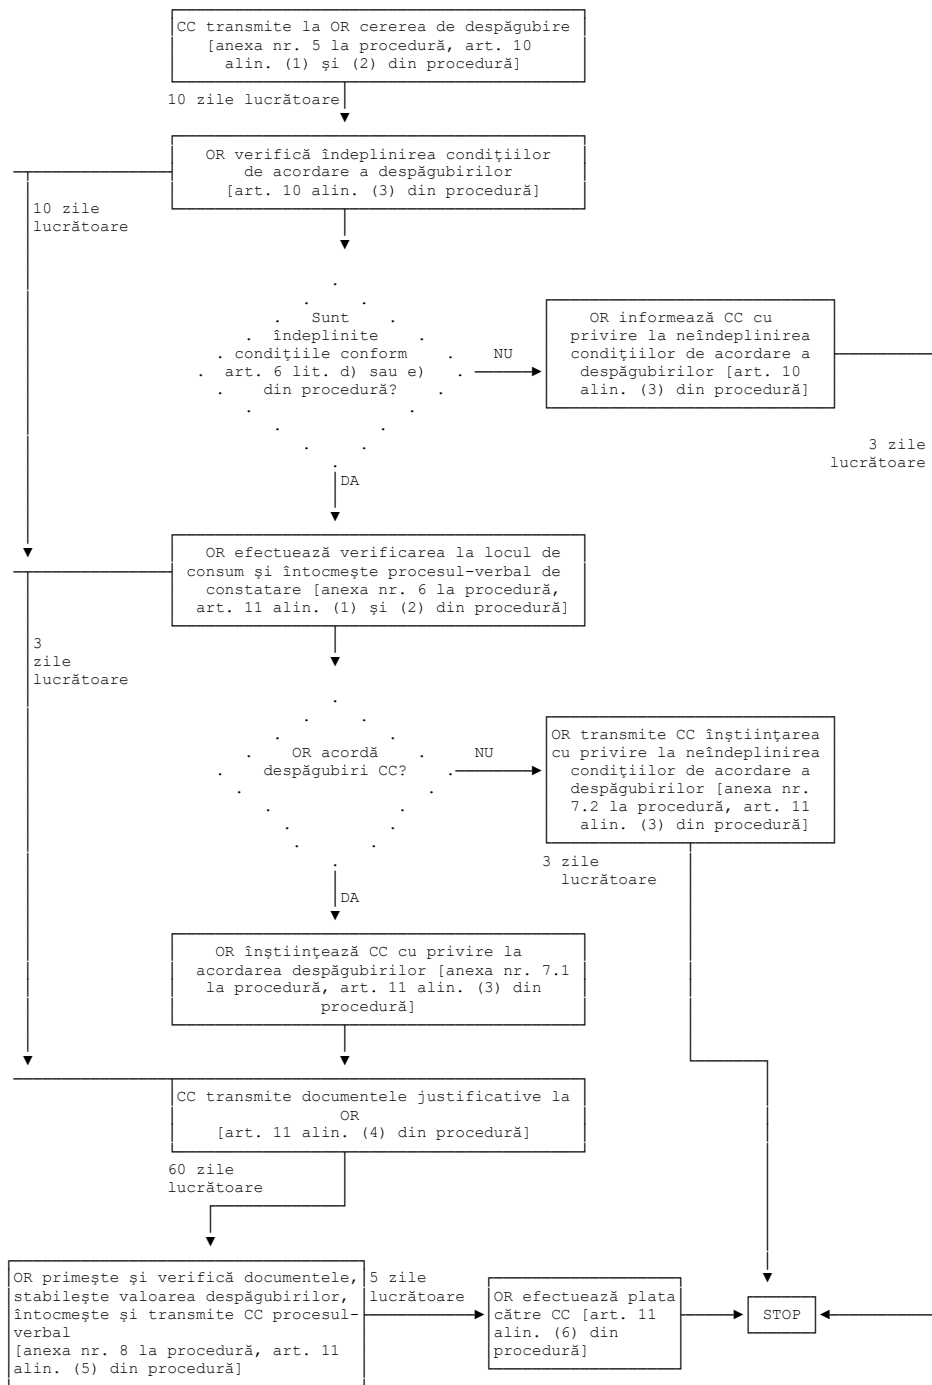 CC transmite la OR cererea de despăgubire
[anexa nr. 5 la procedură, art. 10
alin. (1) şi (2) din procedură]
10 zile lucrătoare
OR verifică îndeplinirea condiţiilor
de acordare a despăgubirilor
[art. 10 alin. (3) din procedură]
10 zile
lucrătoare
Sunt
îndeplinite
condiţiile conform
art. 6 lit. d) sau e)
din procedură?
NU
OR informează CC cu
privire la neîndeplinirea
condiţiilor de acordare a
despăgubirilor [art. 10
alin. (3) din procedură]
3 zile
lucrătoare
DA
OR efectuează verificarea la locul de
consum şi întocmeşte procesul-verbal de
constatare [anexa nr. 6 la procedură,
art. 11 alin. (1) şi (2) din procedură]
3
zile
lucrătoare
OR acordă
despăgubiri CC?
NU
OR transmite CC înştiinţarea
cu privire la neîndeplinirea
condiţiilor de acordare a
despăgubirilor [anexa nr.
7.2 la procedură, art. 11
alin. (3) din procedură]
3 zile
lucrătoare
DA
OR înştiinţează CC cu privire la
acordarea despăgubirilor [anexa nr. 7.1
la procedură, art. 11 alin. (3) din
procedură]
CC transmite documentele justificative la
OR
[art. 11 alin. (4) din procedură]
60 zile
lucrătoare
OR primeşte şi verifică documentele,
stabileşte valoarea despăgubirilor,
întocmeşte şi transmite CC procesul-
verbal
[anexa nr. 8 la procedură, art. 11
alin. (5) din procedură]
5 zile
lucrătoare
OR efectuează plata
către CC [art. 11
alin. (6) din
procedură]
STOP